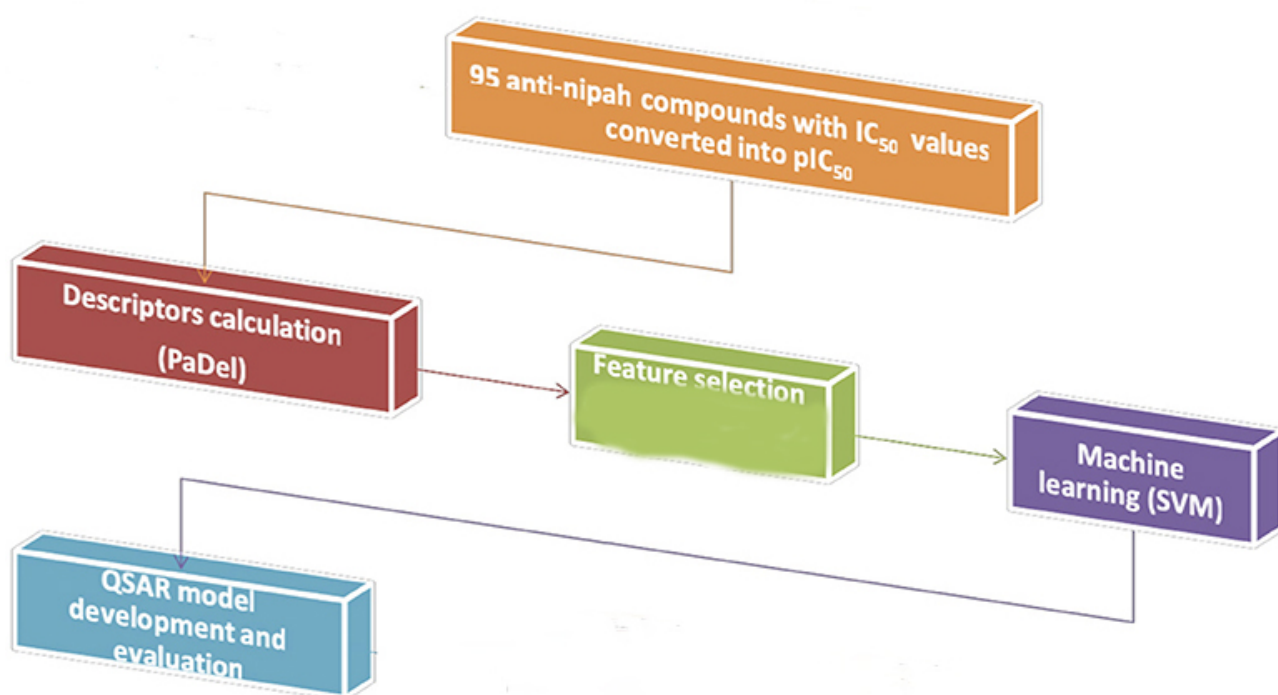 95 anti-nipah compounds with IC₅₀ values
converted into pIC₅₀
Descriptors calculation
(PaDel)
Feature selection
Machine
learning (SVM)
QSAR model
development and
evaluation